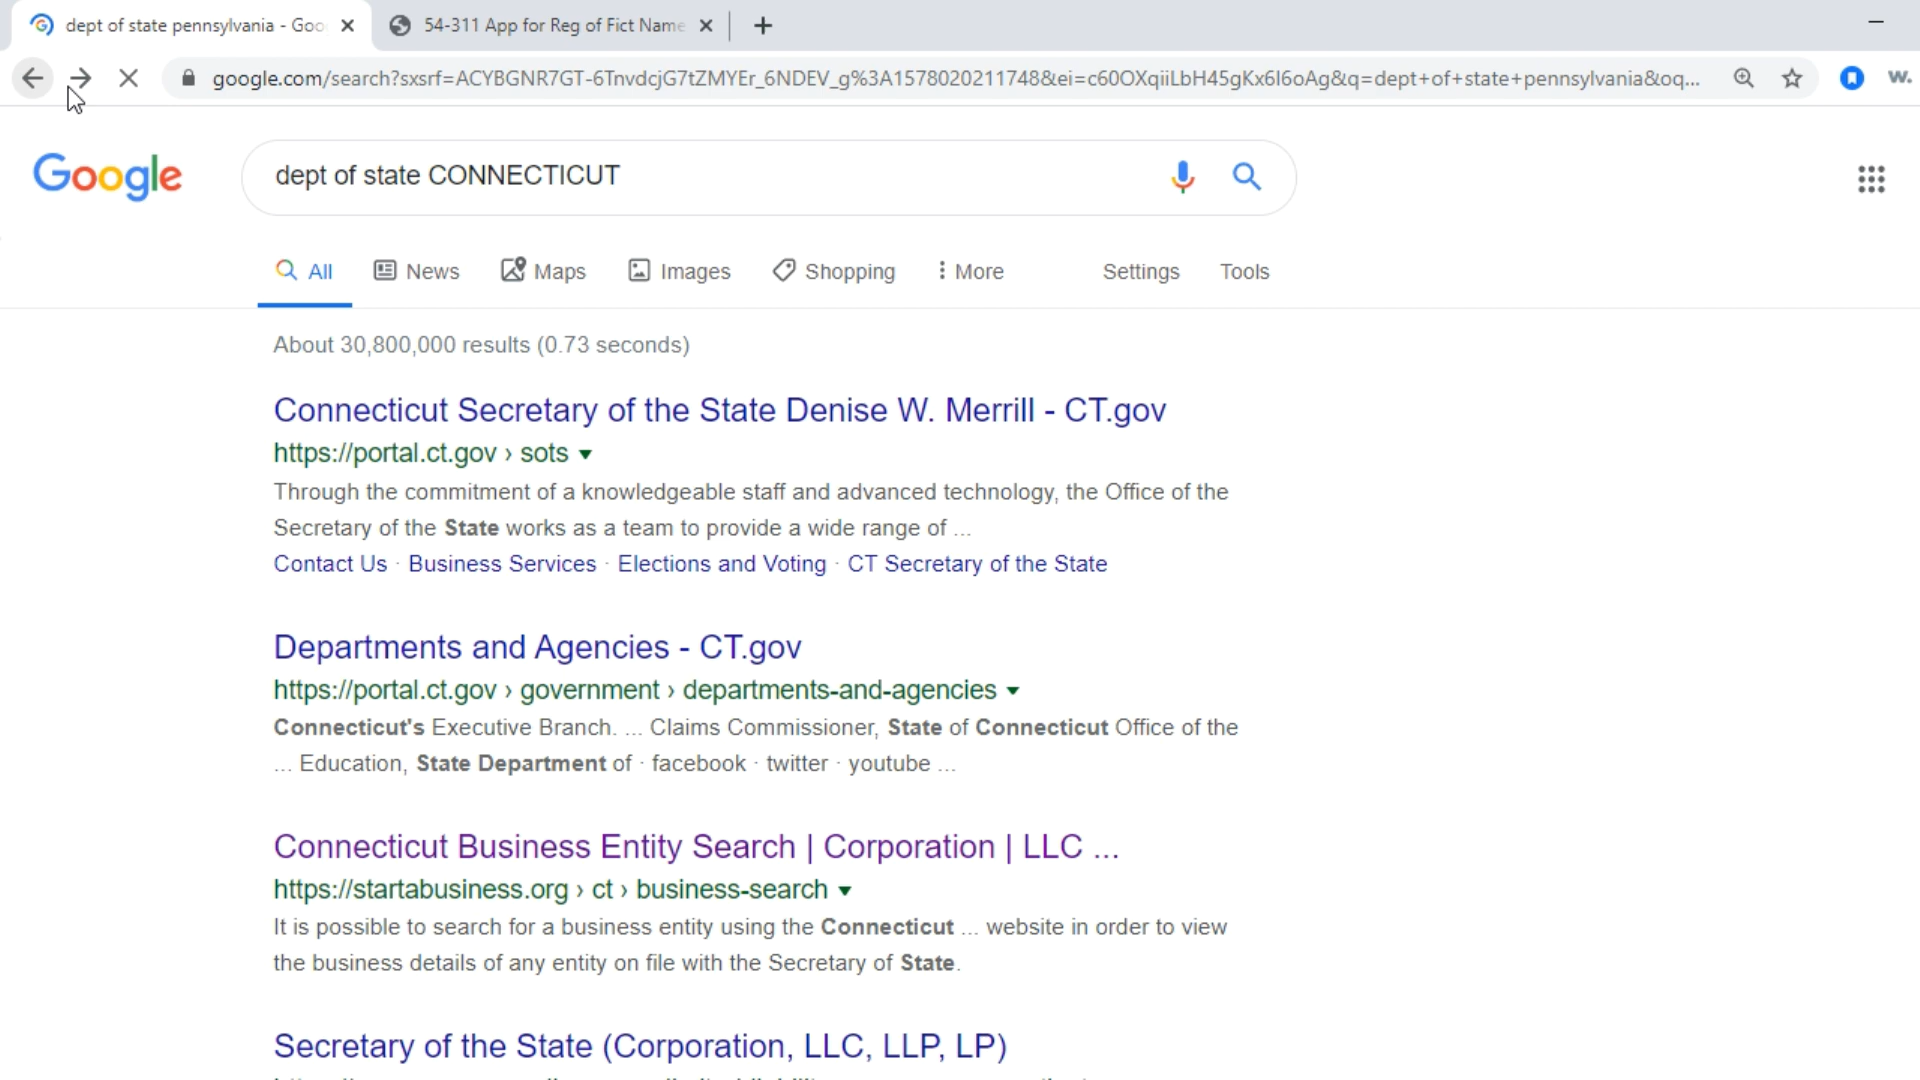 dept of state pennsylvania - Goo
54-311 App for Reg of Fict Name
google.com/search?sxsrf=ACYBGNR7GT-6TnvdcjG7tZMYEr_6NDEV_g%3A1578020211748&ei=c60OXqiiLbH45gKx6I6oAg&q=dept+of+state+pennsylvania&oq...
w.
Google
dept of state CONNECTICUT
All News Maps Images Shopping More Settings Tools
About 30,800,000 results (0.73 seconds)
Connecticut Secretary of the State Denise W. Merrill - CT.gov
https://portal.ct.gov › sots
Through the commitment of a knowledgeable staff and advanced technology, the Office of the
Secretary of the State works as a team to provide a wide range of ...
Contact Us · Business Services · Elections and Voting · CT Secretary of the State
Departments and Agencies - CT.gov
https://portal.ct.gov › government › departments-and-agencies
Connecticut's Executive Branch. ... Claims Commissioner, State of Connecticut Office of the
... Education, State Department of · facebook · twitter · youtube ...
Connecticut Business Entity Search | Corporation | LLC ...
https://startabusiness.org › ct › business-search
It is possible to search for a business entity using the Connecticut ... website in order to view
the business details of any entity on file with the Secretary of State.
Secretary of the State (Corporation, LLC, LLP, LP)